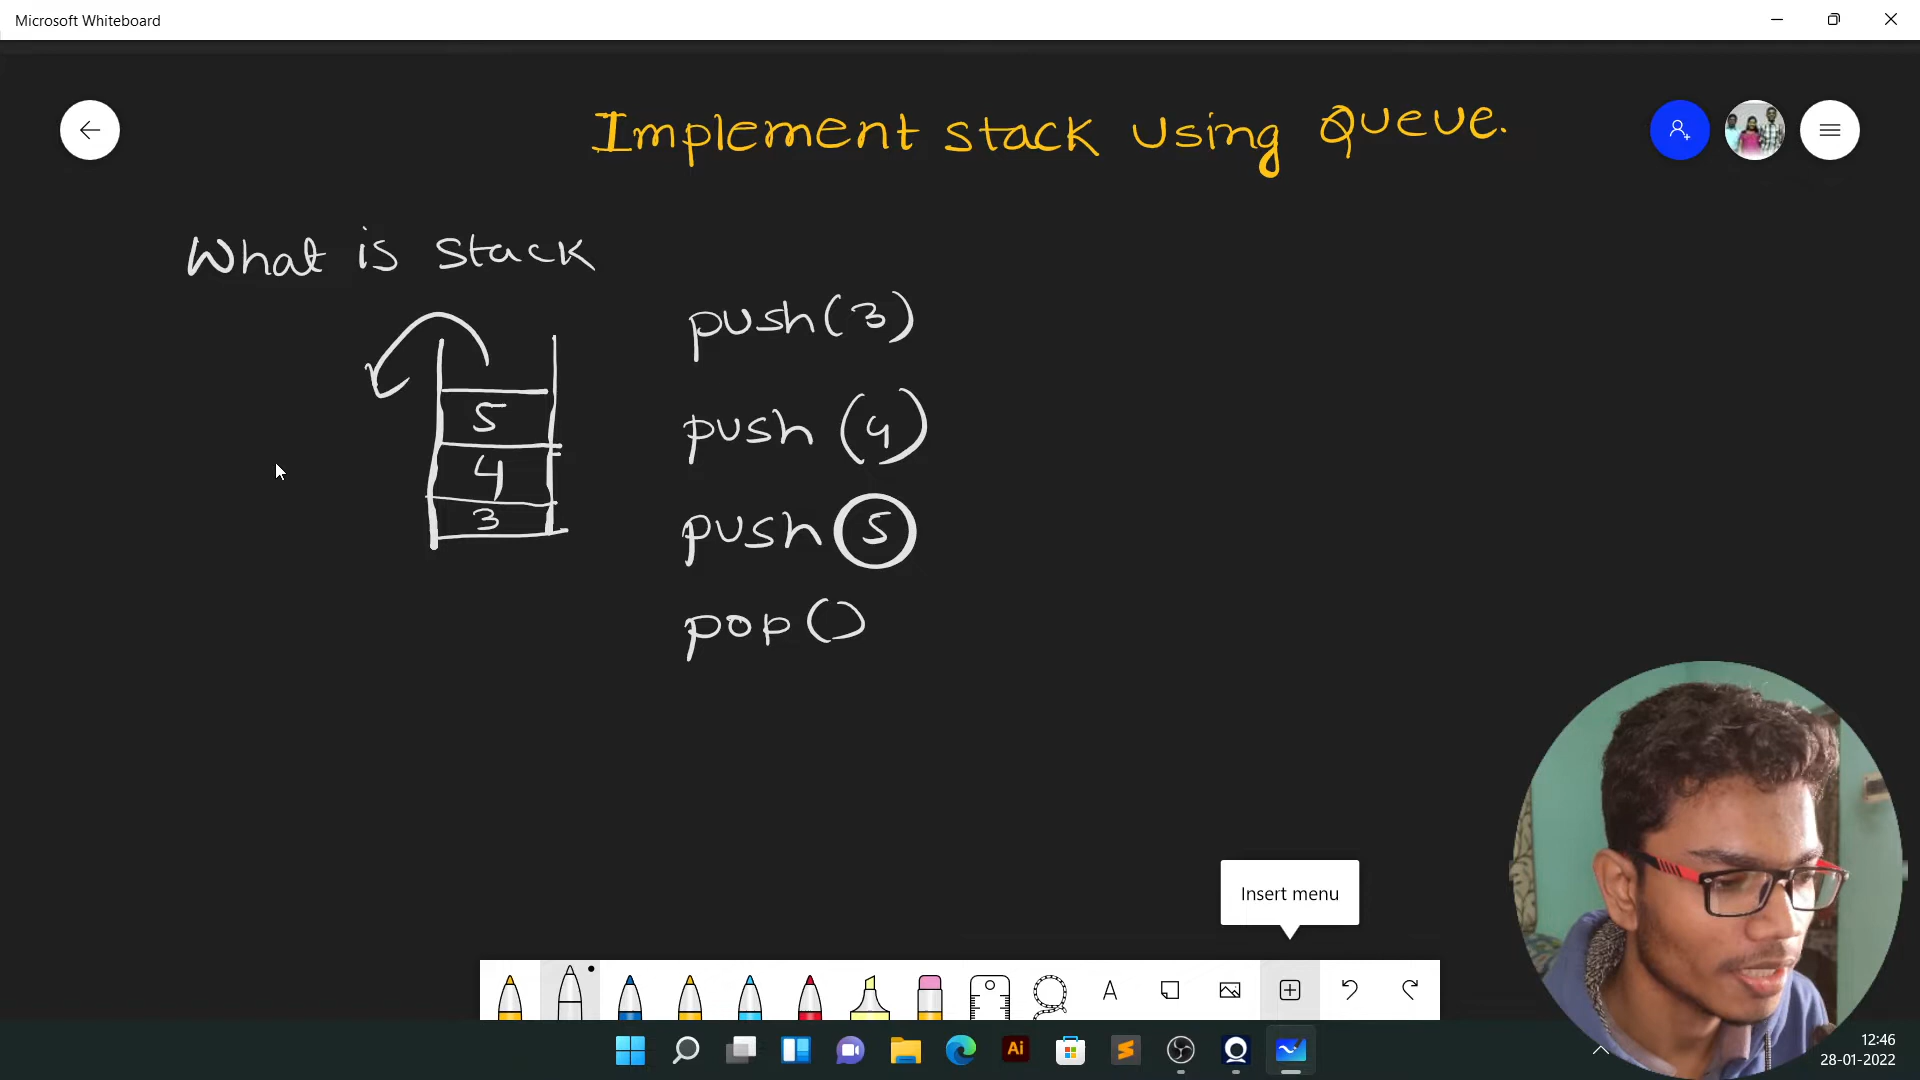 Microsoft Whiteboard
Implement stack using Queue.
What is stack
push(3)
5
push (4)
4
push 5
3
pop()
Insert menu
A
Ai
12:46
28-01-2022